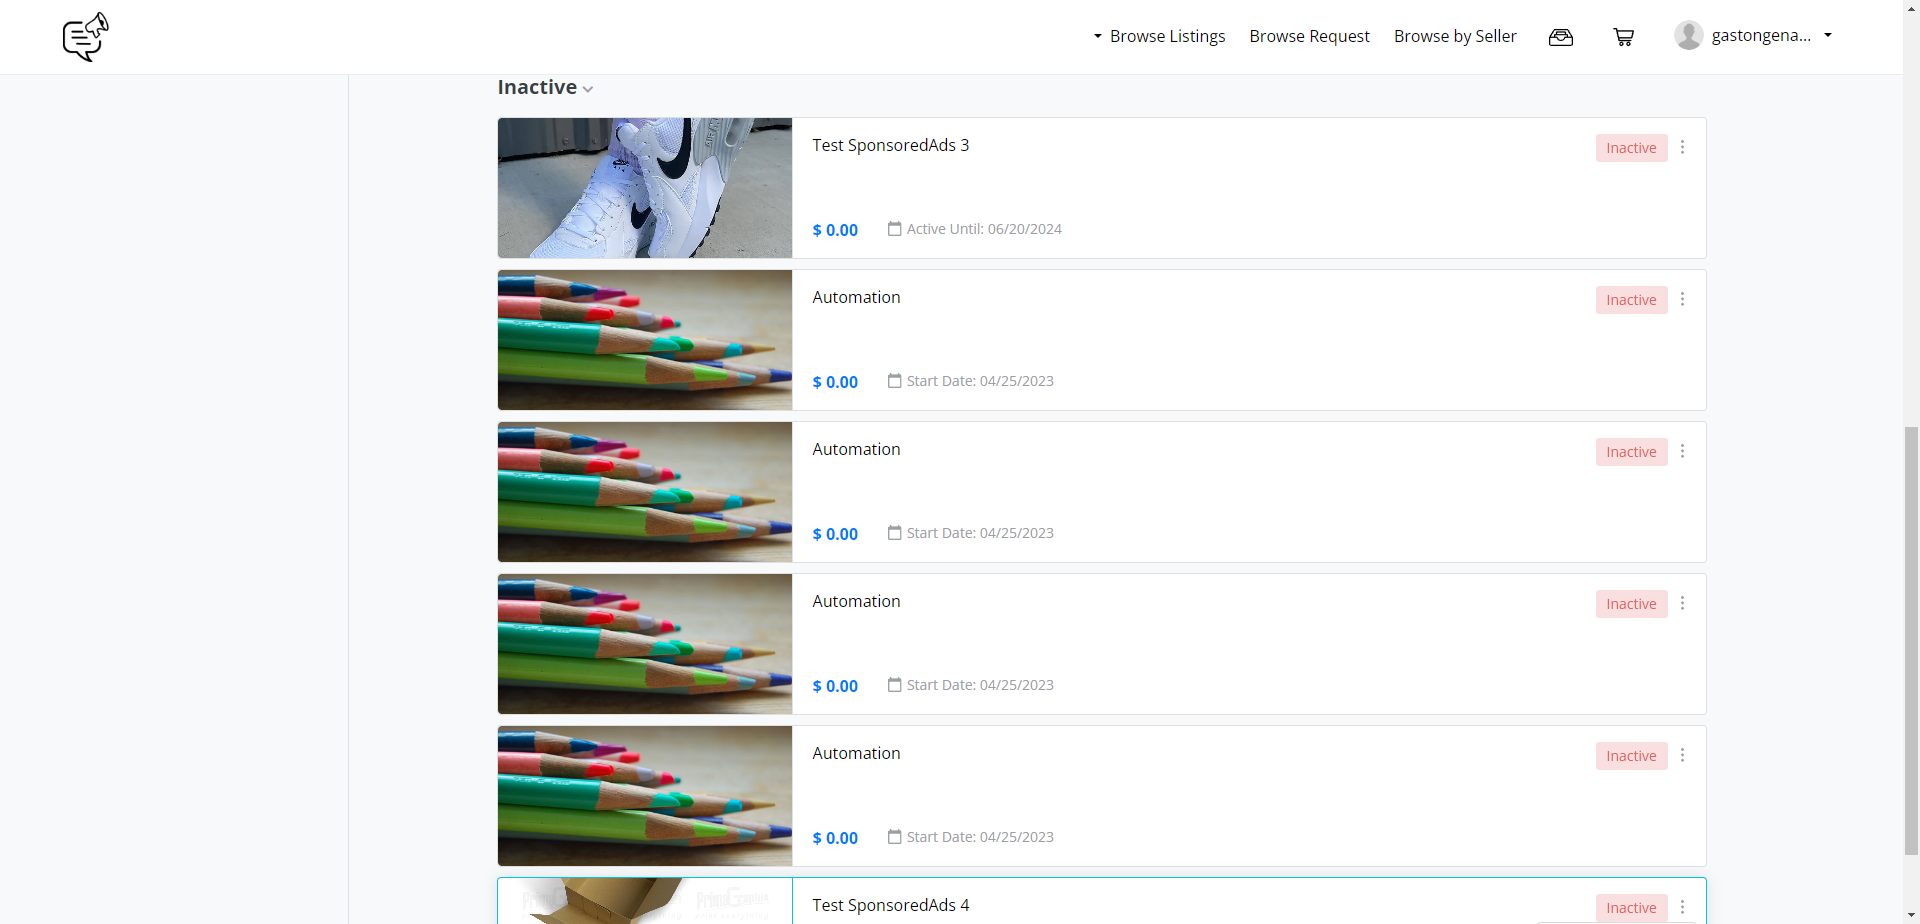 Browse Listings Browse Request Browse by Seller gastongena...
Inactive
Test SponsoredAds 3 Inactive
$ 0.00 Active Until: 06/20/2024
Automation Inactive
$ 0.00 Start Date: 04/25/2023
Automation Inactive
$ 0.00 Start Date: 04/25/2023
Automation Inactive
$ 0.00 Start Date: 04/25/2023
Automation Inactive
$ 0.00 Start Date: 04/25/2023
Test SponsoredAds 4 Inactive